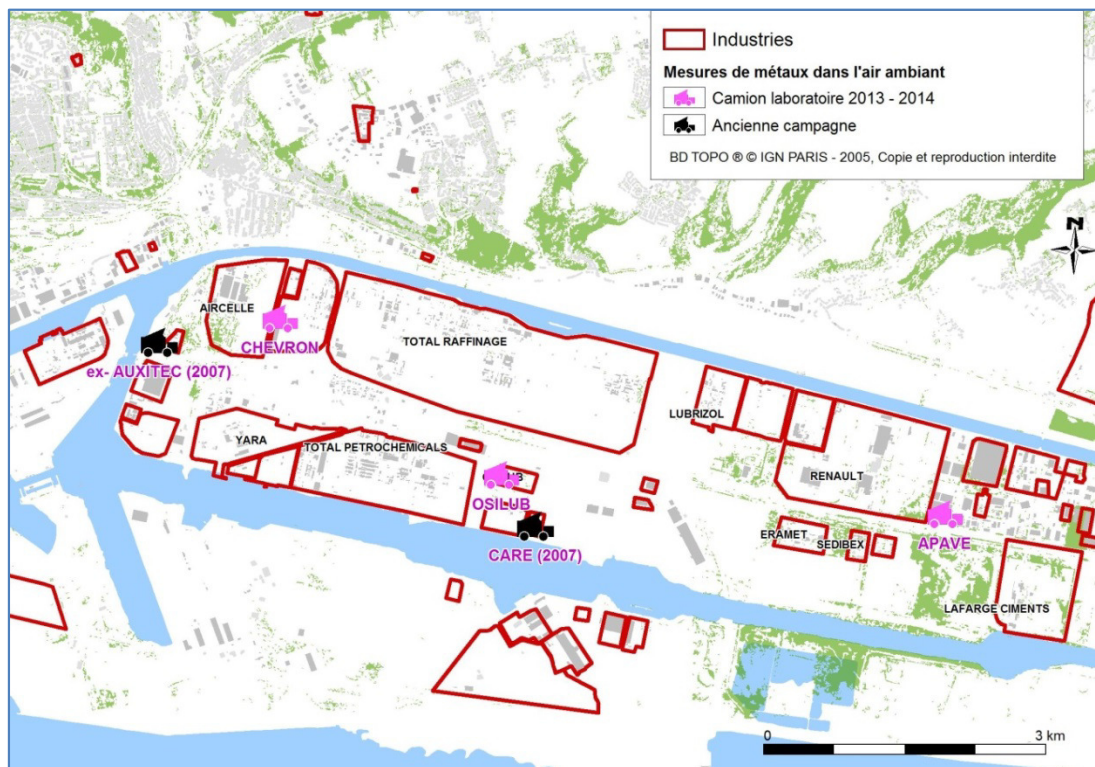 Industries
Mesures de métaux dans l'air ambiant
Camion laboratoire 2013 - 2014
Ancienne campagne
BD TOPO ® © IGN PARIS - 2005, Copie et reproduction interdite
N
AIRCELLE
CHEVRON
TOTAL RAFFINAGE
ex- AUXITEC (2007)
LUBRIZOL
YARA
TOTAL PETROCHEMICALS
RENAULT
OSILUB
ERAMET
SEDIBEX
APAVE
CARE (2007)
LAFARGE CIMENTS
0
3 km